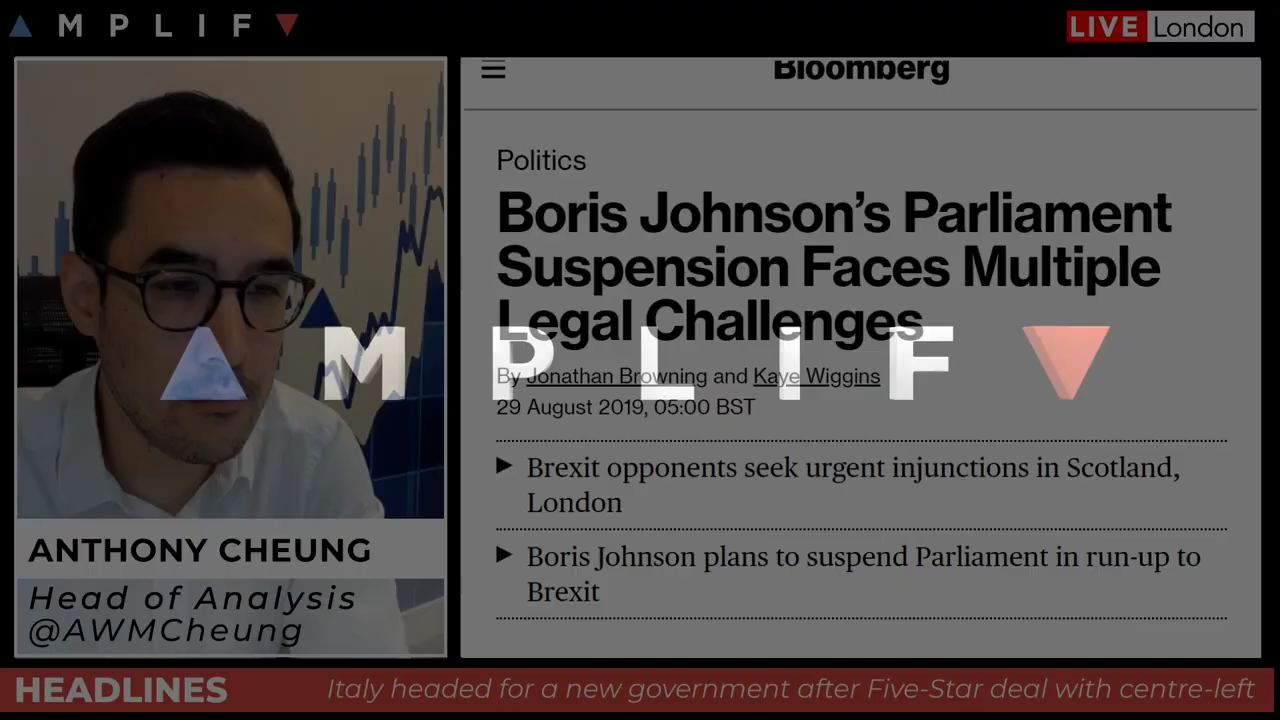 ▲ M P L I F ▼
LIVE London
Bloomberg
Politics
Boris Johnson's Parliament
Suspension Faces Multiple
Legal Challenges
▲ M P L I F ▼
By Jonathan Browning and Kaye Wiggins
29 August 2019, 05:00 BST
Brexit opponents seek urgent injunctions in Scotland,
London
Boris Johnson plans to suspend Parliament in run-up to
Brexit
ANTHONY CHEUNG
Head of Analysis
@AWMCheung
HEADLINES Italy headed for a new government after Five-Star deal with centre-left